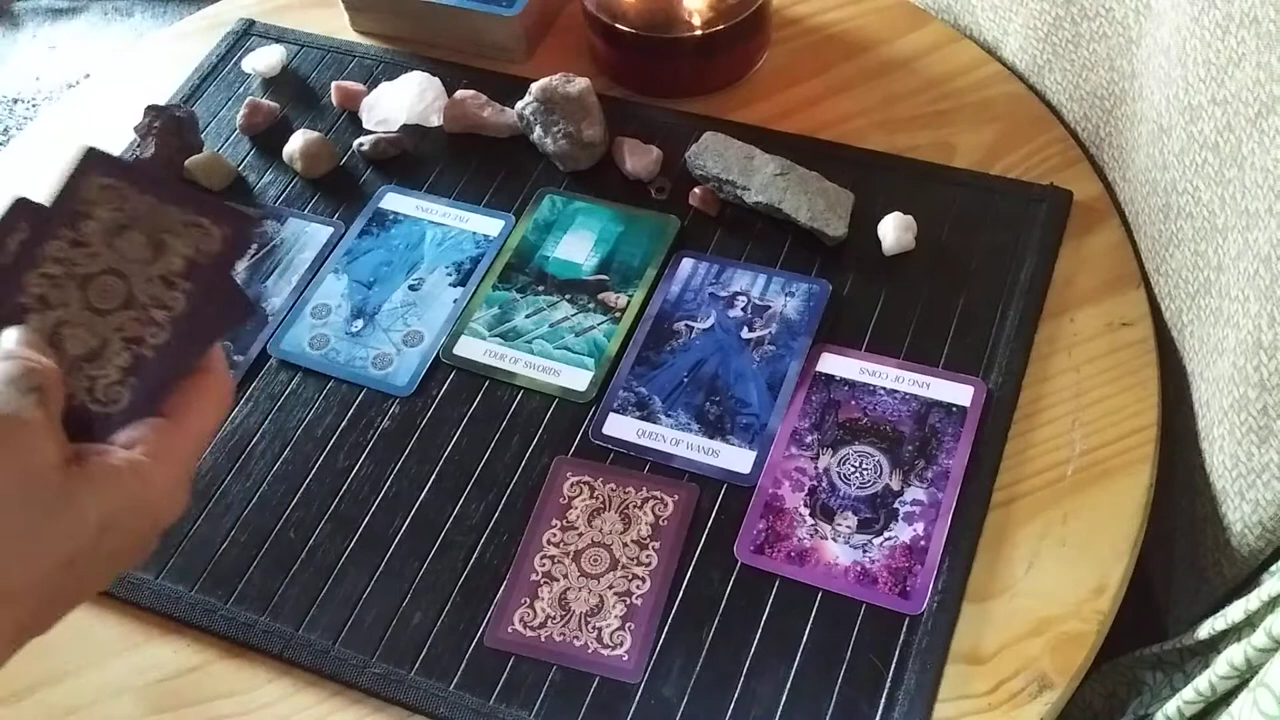 FIVE OF COINS
FOUR OF SWORDS
QUEEN OF WANDS
KING OF COINS